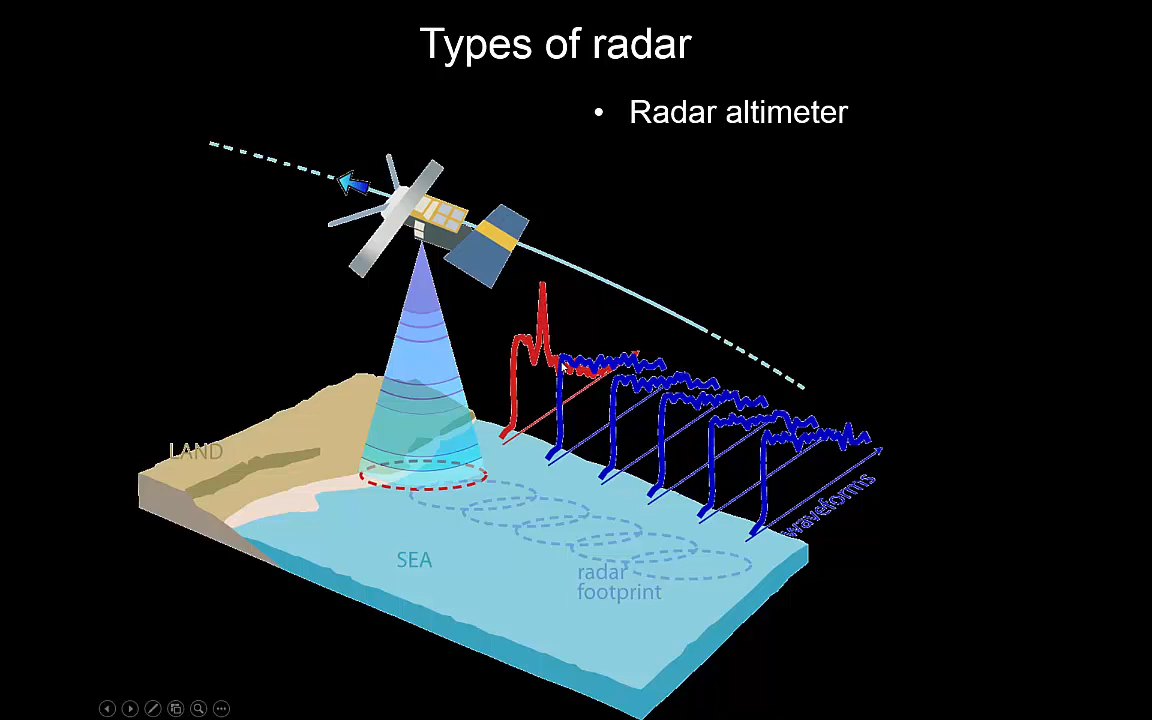 Types of radar
• Radar altimeter
LAND
waveforms
SEA
radar
footprint